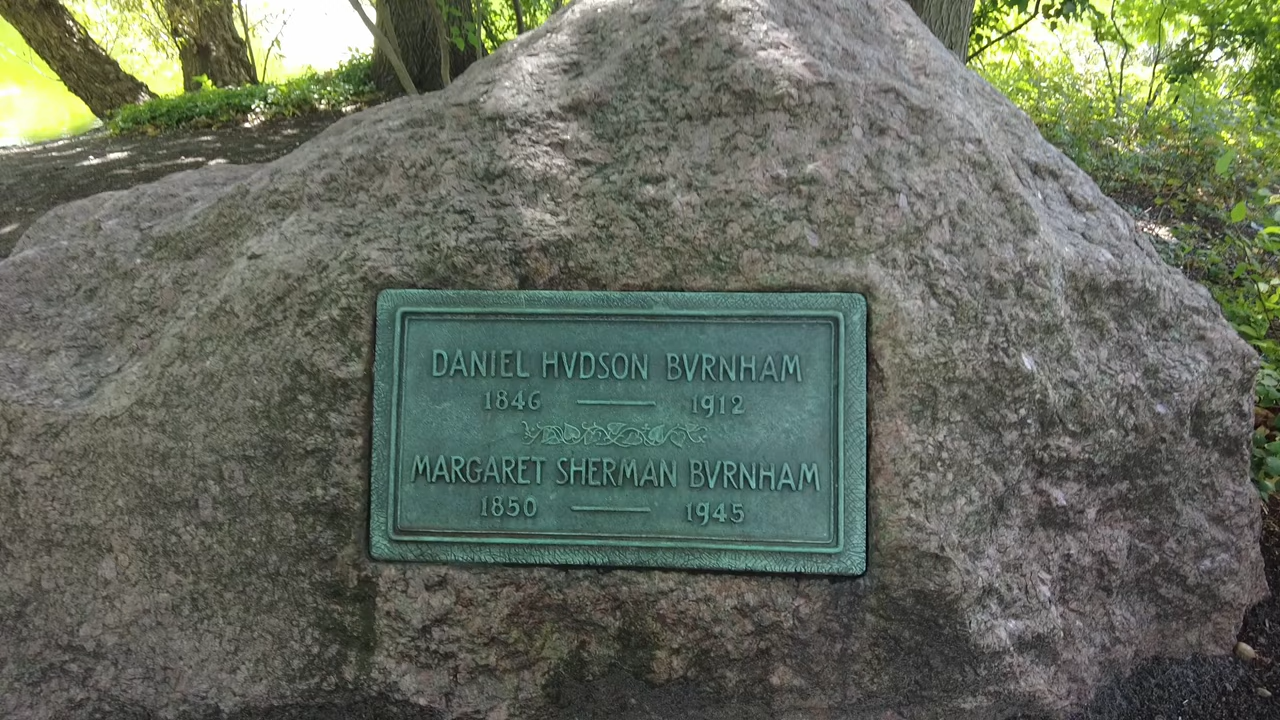 DANIEL HVDSON BVRNHAM
1846 — 1912
MARGARET SHERMAN BVRNHAM
1850 — 1945